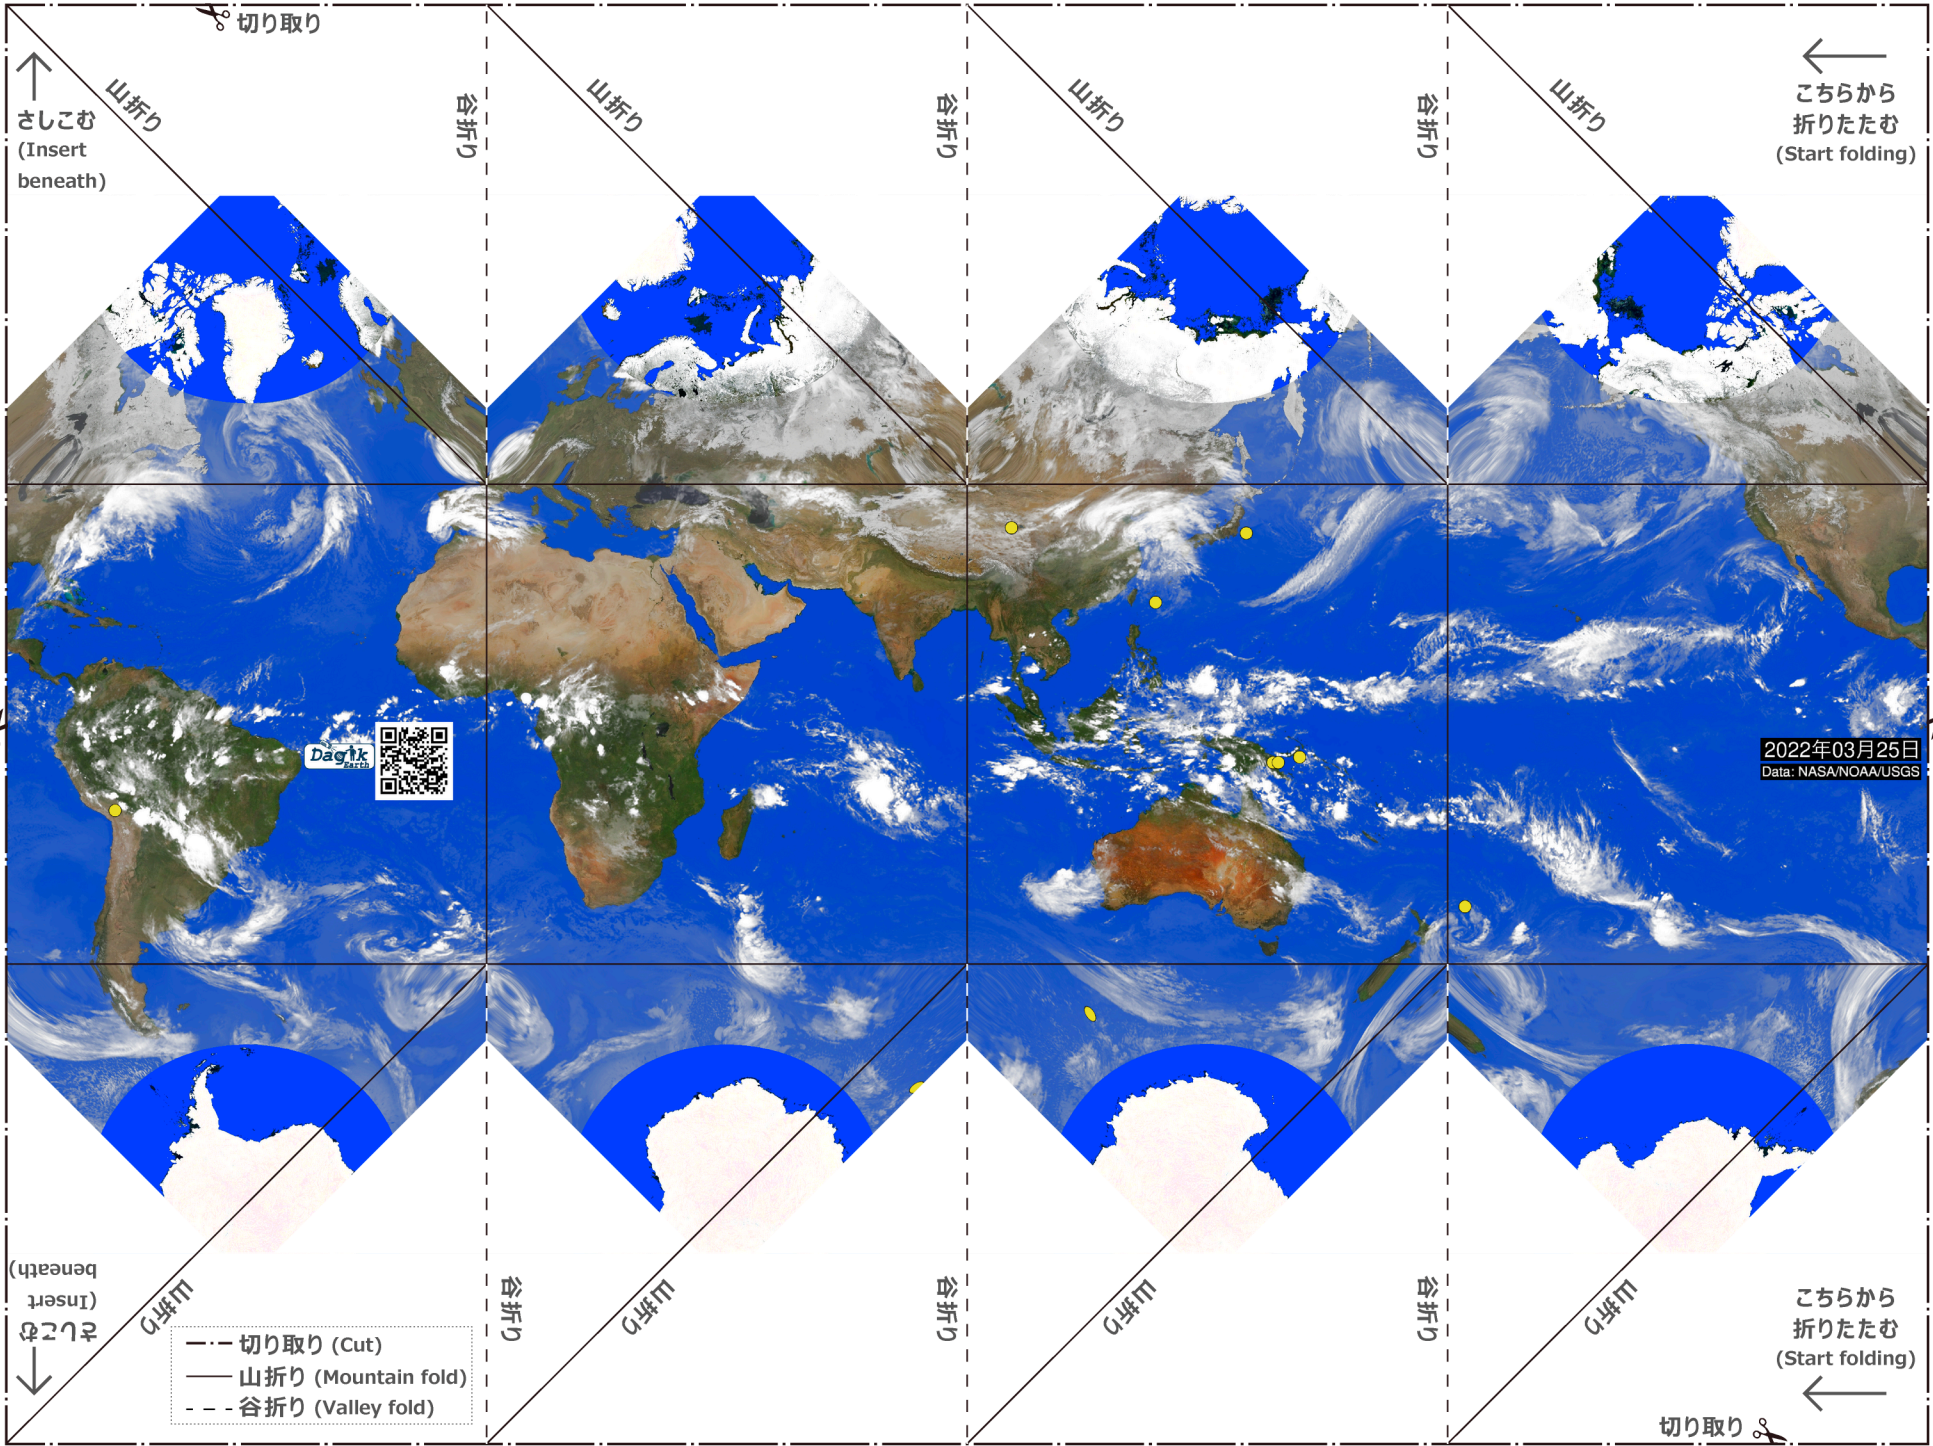 切り取り
山折り
谷折り
山折り
谷折り
山折り
谷折り
山折り
さしこむ
(Insert
beneath)
こちらから
折りたたむ
(Start folding)
Dagik
Earth
2022年03月25日
Data: NASA/NOAA/USGS
さしこむ
(Insert
beneath)
山折り
谷折り
山折り
谷折り
山折り
谷折り
山折り
切り取り (Cut)
山折り (Mountain fold)
谷折り (Valley fold)
こちらから
折りたたむ
(Start folding)
切り取り